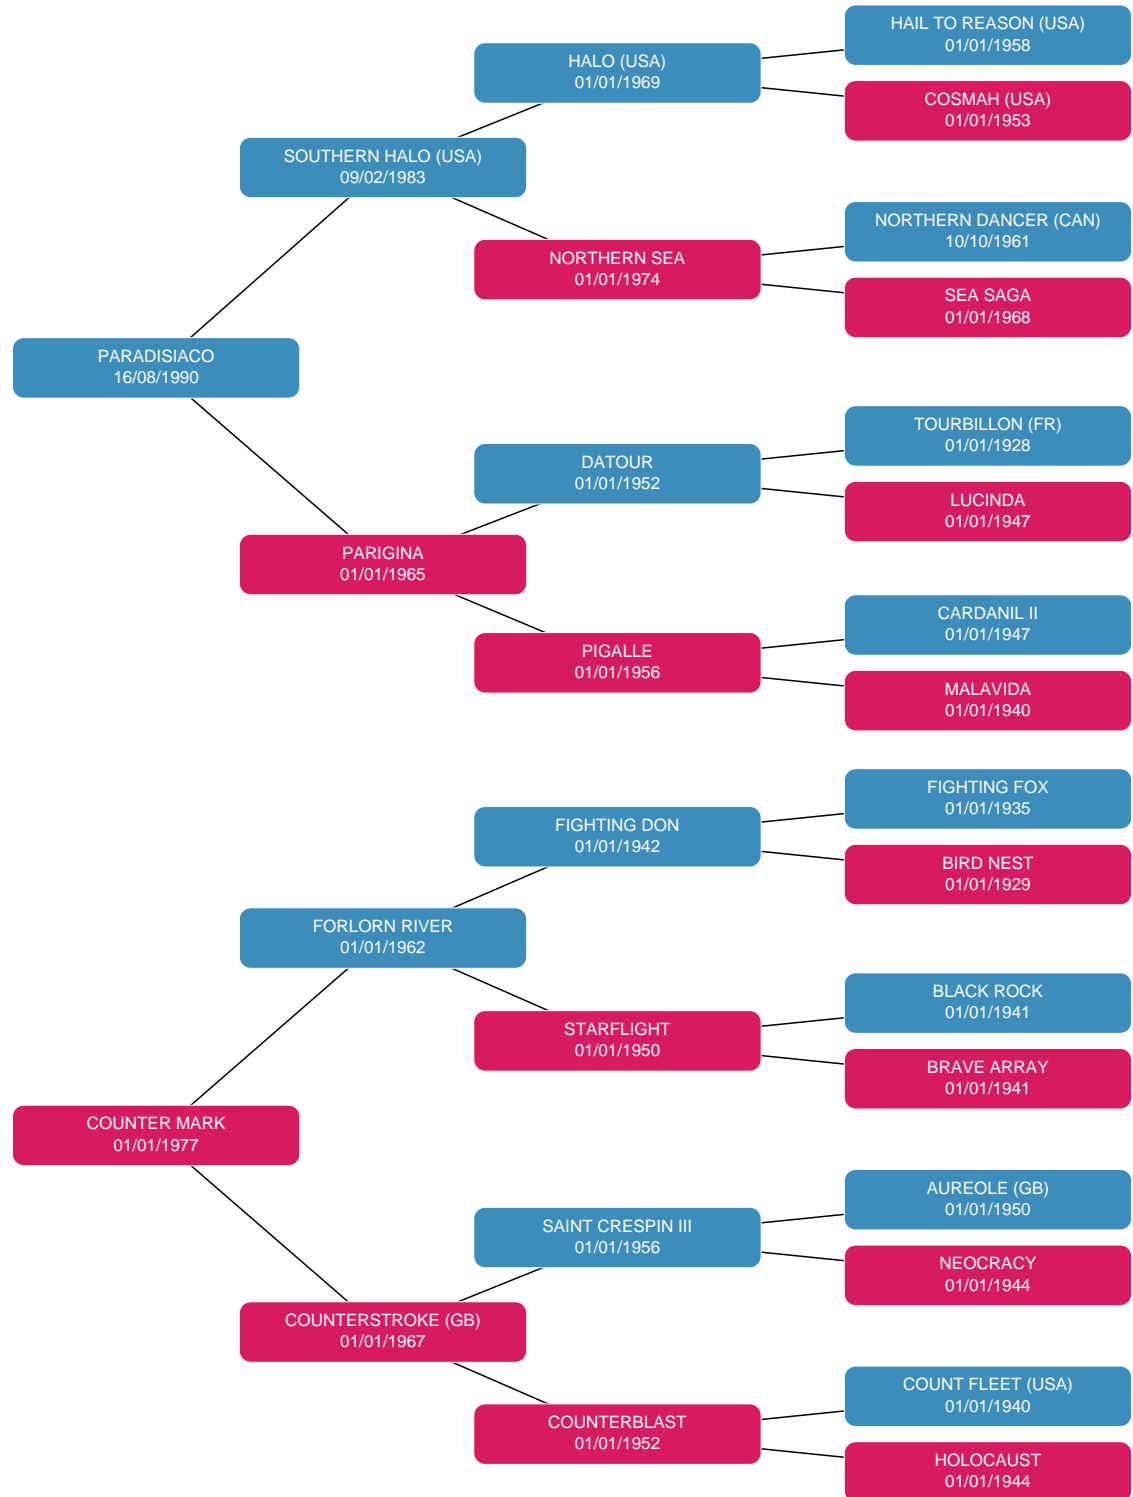 HAIL TO REASON (USA)
01/01/1958
HALO (USA)
01/01/1969
COSMAH (USA)
01/01/1953
SOUTHERN HALO (USA)
09/02/1983
NORTHERN DANCER (CAN)
10/10/1961
NORTHERN SEA
01/01/1974
SEA SAGA
01/01/1968
PARADISIACO
16/08/1990
TOURBILLON (FR)
01/01/1928
DATOUR
01/01/1952
LUCINDA
01/01/1947
PARIGINA
01/01/1965
CARDANIL II
01/01/1947
PIGALLE
01/01/1956
MALAVIDA
01/01/1940
FIGHTING FOX
01/01/1935
FIGHTING DON
01/01/1942
BIRD NEST
01/01/1929
FORLORN RIVER
01/01/1962
BLACK ROCK
01/01/1941
STARFLIGHT
01/01/1950
BRAVE ARRAY
01/01/1941
COUNTER MARK
01/01/1977
AUREOLE (GB)
01/01/1950
SAINT CRESPIN III
01/01/1956
NEOCRACY
01/01/1944
COUNTERSTROKE (GB)
01/01/1967
COUNT FLEET (USA)
01/01/1940
COUNTERBLAST
01/01/1952
HOLOCAUST
01/01/1944